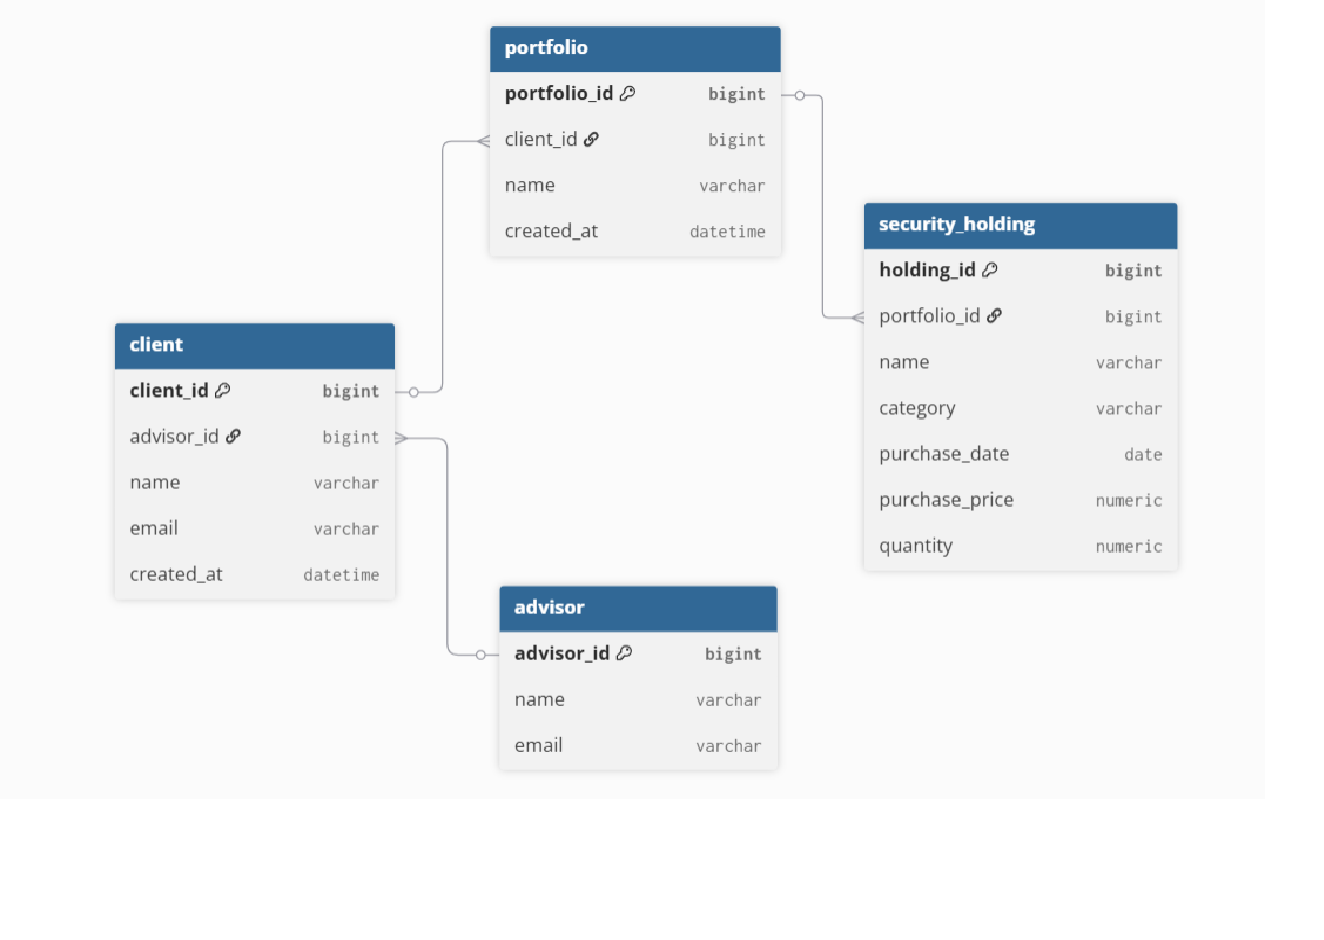 portfolio
portfolio_id bigint
client_id bigint
name varchar
created_at datetime
security_holding
holding_id bigint
portfolio_id bigint
name varchar
category varchar
purchase_date date
purchase_price numeric
quantity numeric
client
client_id bigint
advisor_id bigint
name varchar
email varchar
created_at datetime
advisor
advisor_id bigint
name varchar
email varchar